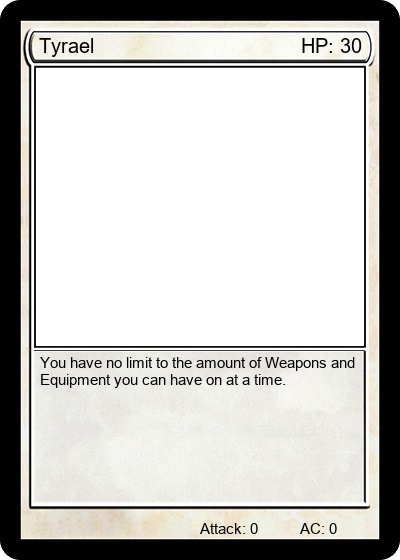 Tyrael HP: 30
You have no limit to the amount of Weapons and
Equipment you can have on at a time.
Attack: 0 AC: 0